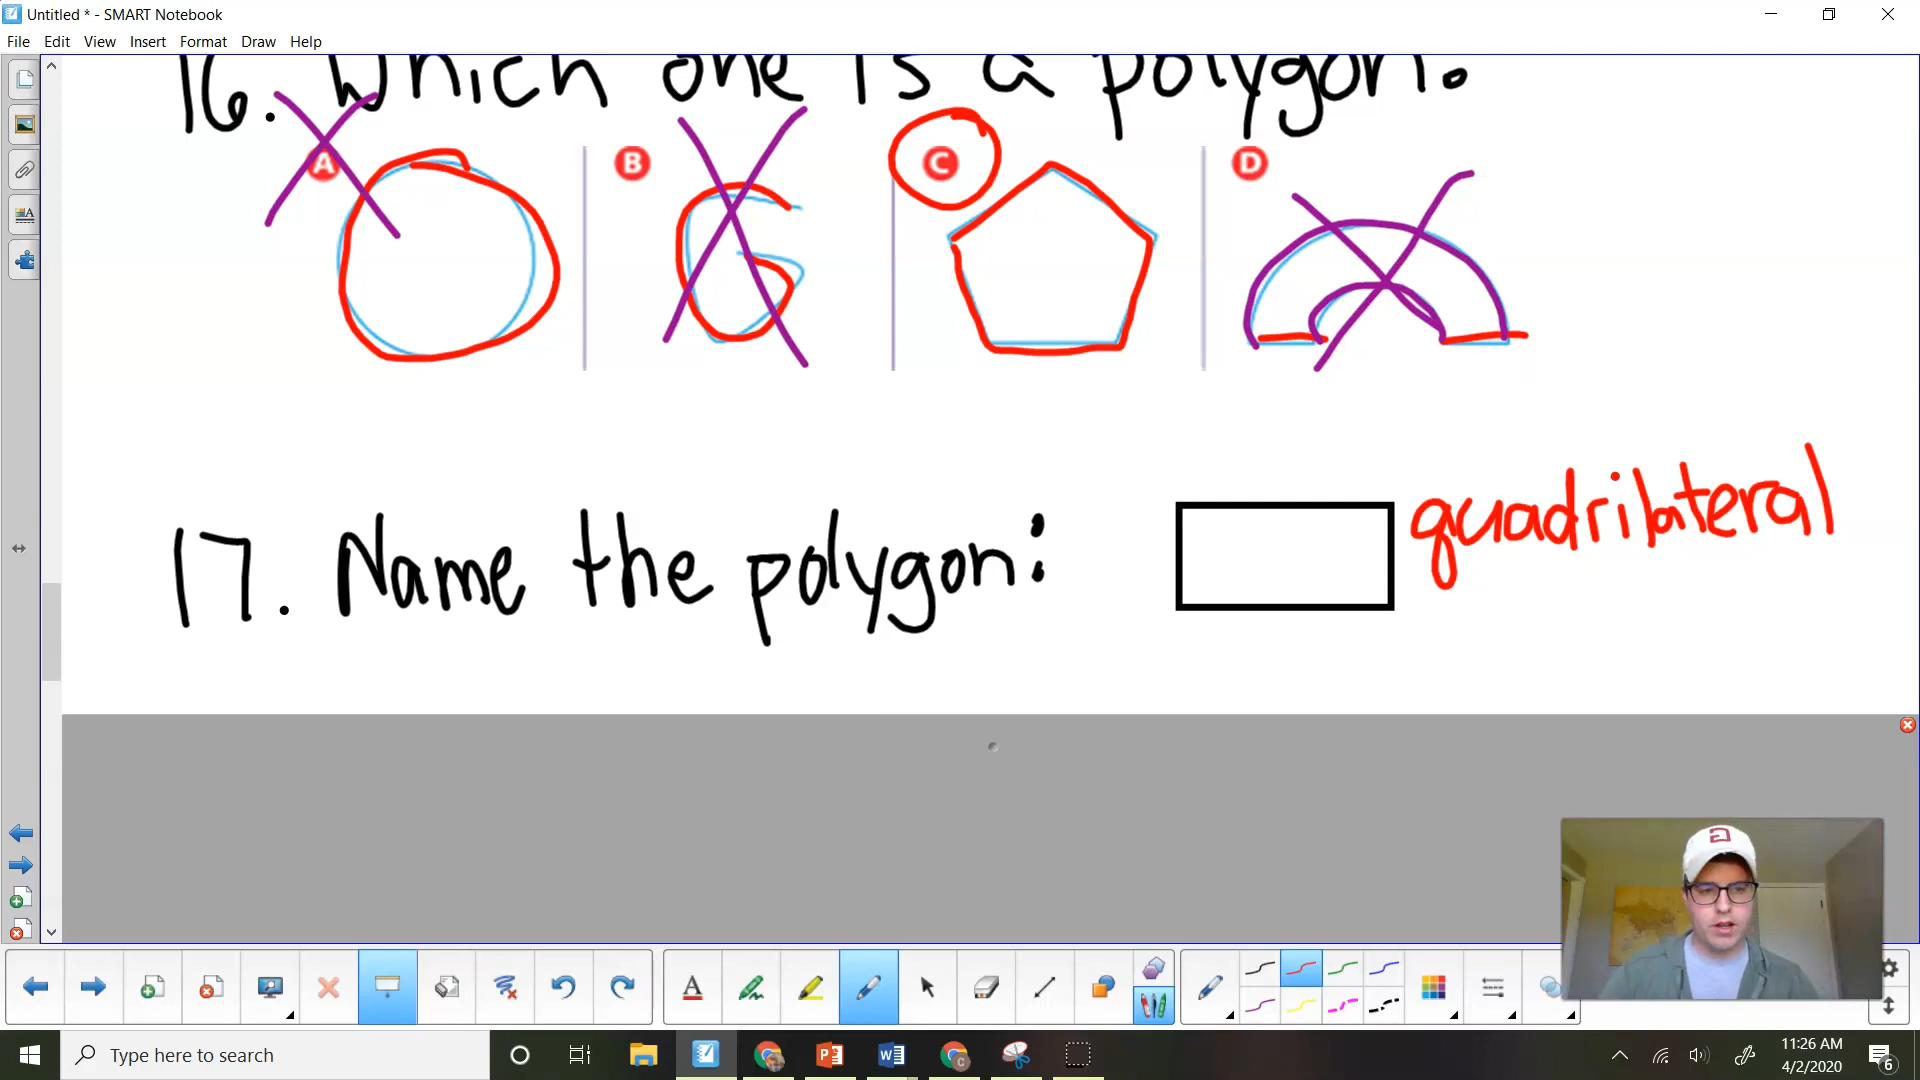 Untitled * - SMART Notebook
File Edit View Insert Format Draw Help
16. Which one is a polygon?
A B C D
17. Name the polygon: quadrilateral
A
G
Type here to search
11:26 AM
4/2/2020
6